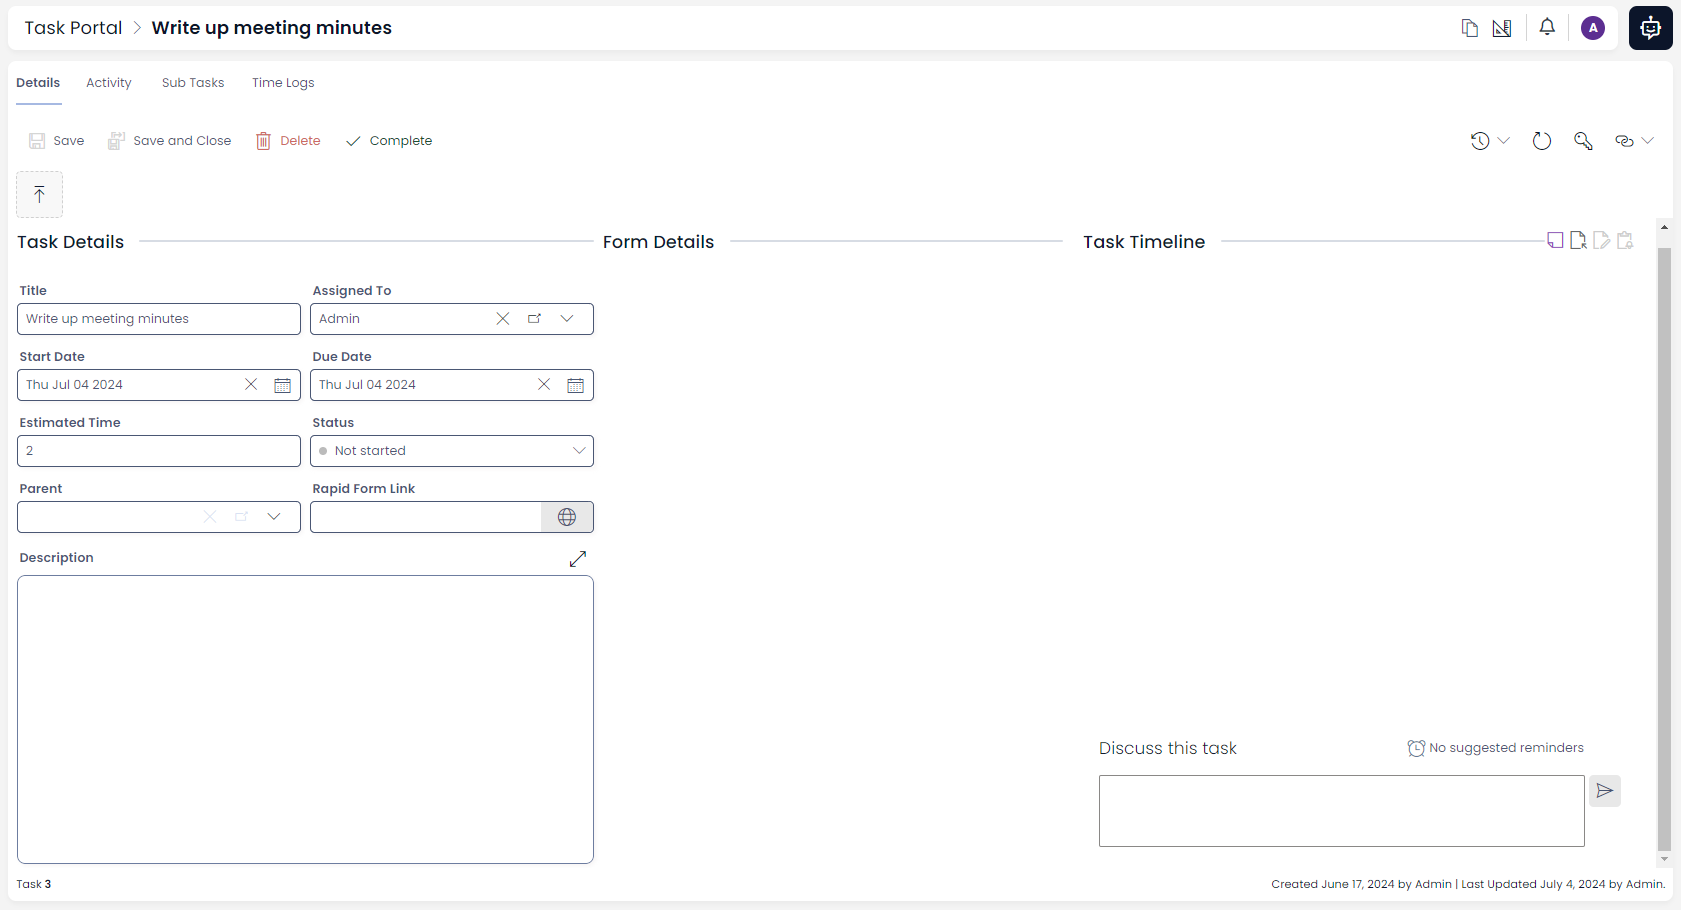 Task Portal > Write up meeting minutes
A
Details Activity Sub Tasks Time Logs
Save Save and Close Delete Complete
Task Details Form Details Task Timeline
Title Assigned To
Write up meeting minutes Admin
Start Date Due Date
Thu Jul 04 2024 Thu Jul 04 2024
Estimated Time Status
2 Not started
Parent Rapid Form Link
Description
Discuss this task No suggested reminders
Task 3 Created June 17, 2024 by Admin | Last Updated July 4, 2024 by Admin.